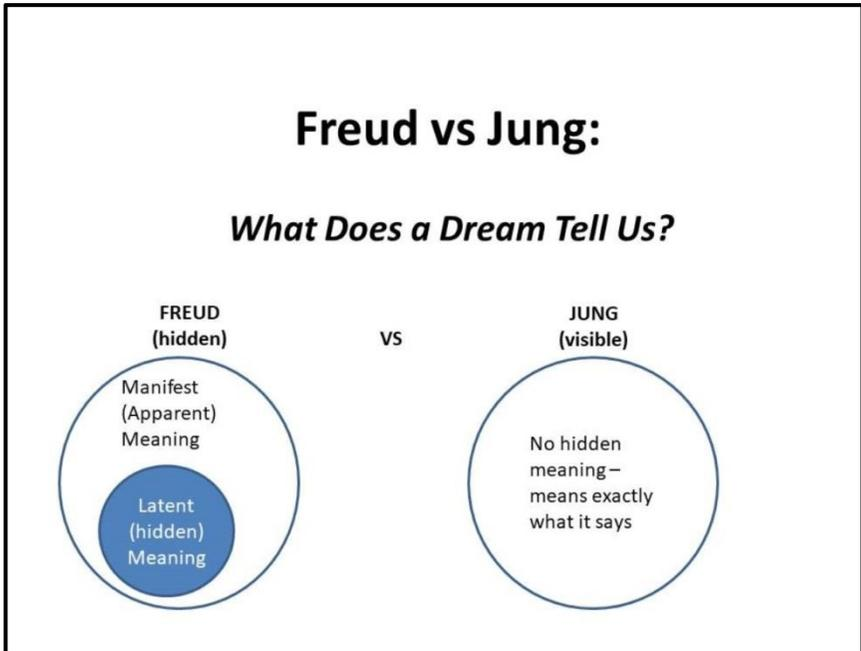 Freud vs Jung:
What Does a Dream Tell Us?
FREUD
(hidden)
VS
JUNG
(visible)
Manifest
(Apparent)
Meaning
Latent
(hidden)
Meaning
No hidden
meaning –
means exactly
what it says